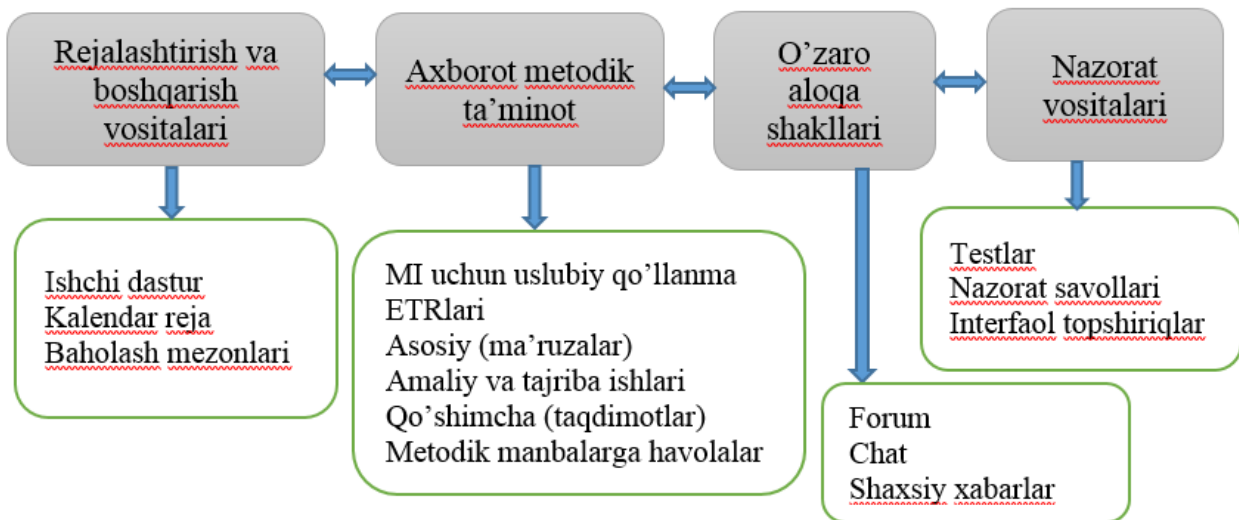 Rejalashtirish va
boshqarish
vositalari
Axborot metodik
ta’minot
O’zaro
aloqa
shakllari
Nazorat
vositalari
Ishchi dastur
Kalendar reja
Baholash mezonlari
MI uchun uslubiy qo’llanma
ETRlari
Asosiy (ma’ruzalar)
Amaliy va tajriba ishlari
Qo’shimcha (taqdimotlar)
Metodik manbalarga havolalar
Forum
Chat
Shaxsiy xabarlar
Testlar
Nazorat savollari
Interfaol topshiriqlar